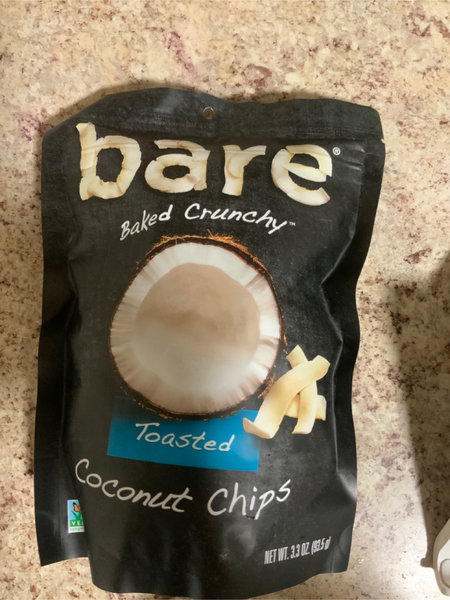 bare®
Baked Crunchy™
Toasted
Coconut Chips
NET WT. 3.3 OZ. (93.5 g)